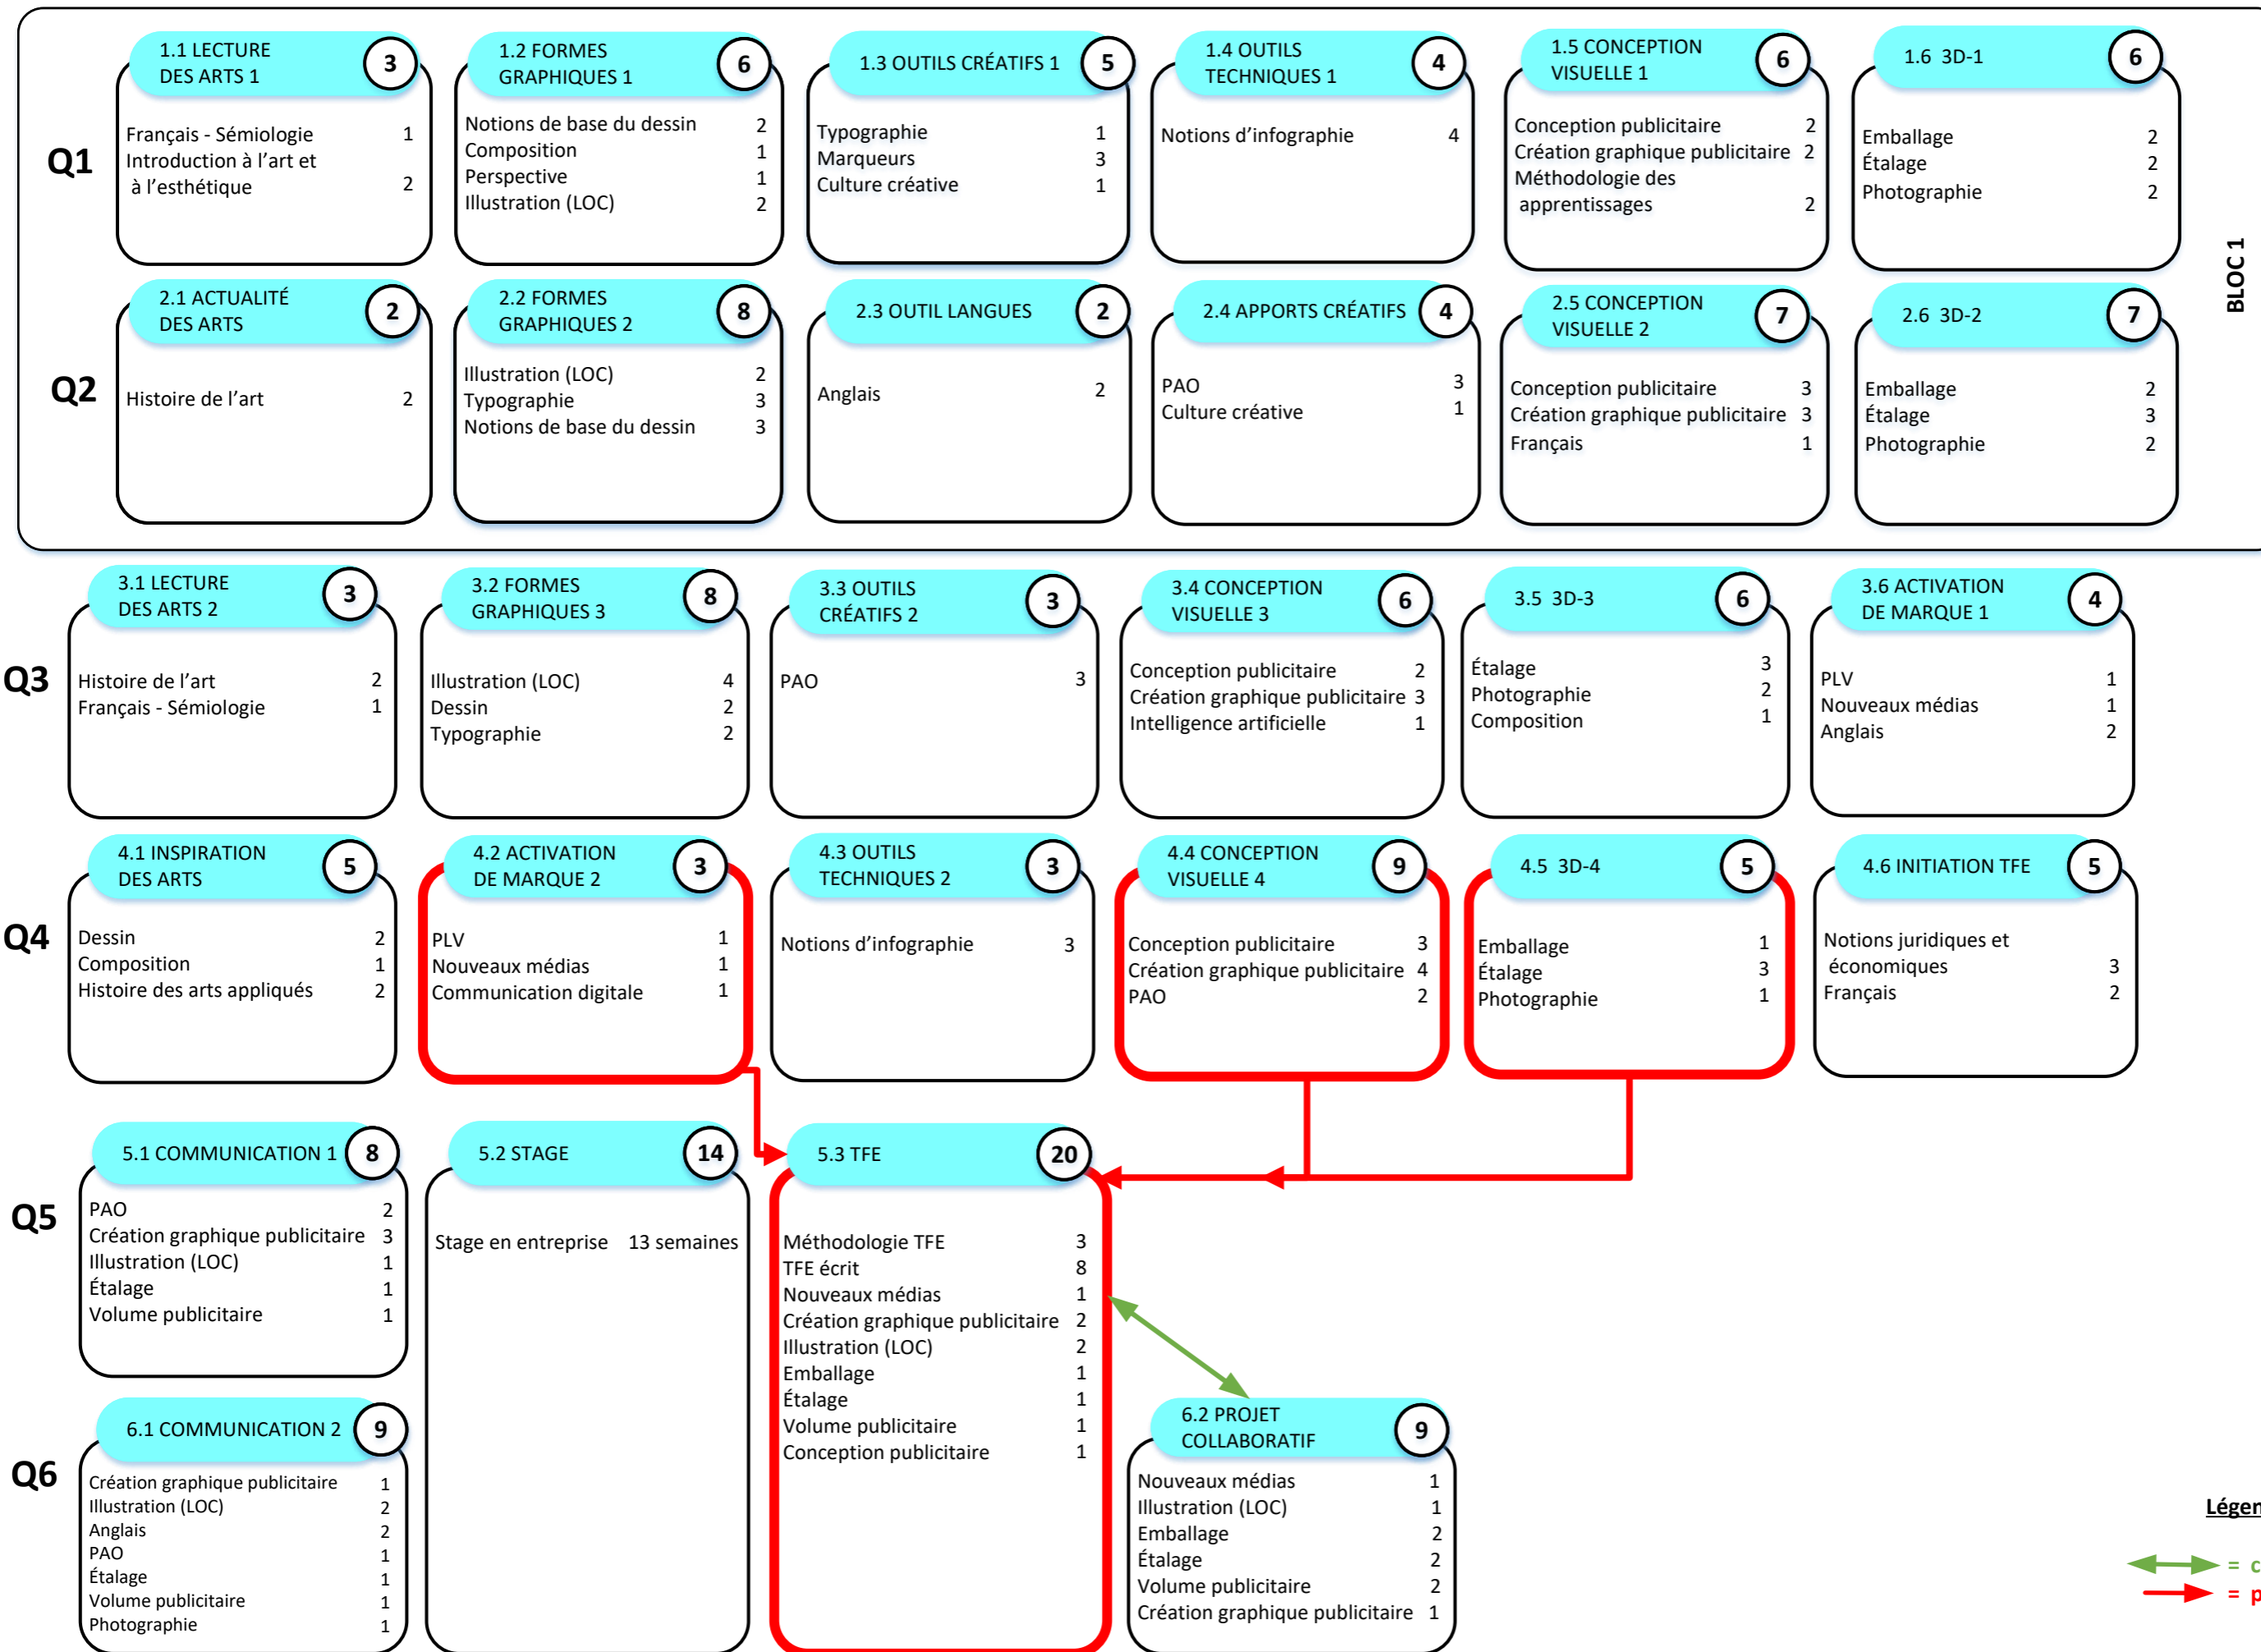 1.1 LECTURE
DES ARTS 1
3
Français - Sémiologie 1
Introduction à l'art et
à l'esthétique 2
1.2 FORMES
GRAPHIQUES 1
6
Notions de base du dessin 2
Composition 1
Perspective 1
Illustration (LOC) 2
1.3 OUTILS CRÉATIFS 1
5
Typographie 1
Marqueurs 3
Culture créative 1
1.4 OUTILS
TECHNIQUES 1
4
Notions d'infographie 4
1.5 CONCEPTION
VISUELLE 1
6
Conception publicitaire 2
Création graphique publicitaire 2
Méthodologie des
apprentissages 2
1.6 3D-1
6
Emballage 2
Étalage 2
Photographie 2
Q1
BLOC 1
2.1 ACTUALITÉ
DES ARTS
2
Histoire de l'art 2
2.2 FORMES
GRAPHIQUES 2
8
Illustration (LOC) 2
Typographie 3
Notions de base du dessin 3
2.3 OUTIL LANGUES
2
Anglais 2
2.4 APPORTS CRÉATIFS
4
PAO 3
Culture créative 1
2.5 CONCEPTION
VISUELLE 2
7
Conception publicitaire 3
Création graphique publicitaire 3
Français 1
2.6 3D-2
7
Emballage 2
Étalage 3
Photographie 2
Q2
3.1 LECTURE
DES ARTS 2
3
Histoire de l'art 2
Français - Sémiologie 1
3.2 FORMES
GRAPHIQUES 3
8
Illustration (LOC) 4
Dessin 2
Typographie 2
3.3 OUTILS
CRÉATIFS 2
3
PAO 3
3.4 CONCEPTION
VISUELLE 3
6
Conception publicitaire 2
Création graphique publicitaire 3
Intelligence artificielle 1
3.5 3D-3
6
Étalage 3
Photographie 2
Composition 1
3.6 ACTIVATION
DE MARQUE 1
4
PLV 1
Nouveaux médias 1
Anglais 2
Q3
4.1 INSPIRATION
DES ARTS
5
Dessin 2
Composition 1
Histoire des arts appliqués 2
4.2 ACTIVATION
DE MARQUE 2
3
PLV 1
Nouveaux médias 1
Communication digitale 1
4.3 OUTILS
TECHNIQUES 2
3
Notions d'infographie 3
4.4 CONCEPTION
VISUELLE 4
9
Conception publicitaire 3
Création graphique publicitaire 4
PAO 2
4.5 3D-4
5
Emballage 1
Étalage 3
Photographie 1
4.6 INITIATION TFE
5
Notions juridiques et
économiques 3
Français 2
Q4
5.1 COMMUNICATION 1
8
PAO 2
Création graphique publicitaire 3
Illustration (LOC) 1
Étalage 1
Volume publicitaire 1
5.2 STAGE
14
Stage en entreprise 13 semaines
5.3 TFE
20
Méthodologie TFE 3
TFE écrit 8
Nouveaux médias 1
Création graphique publicitaire 2
Illustration (LOC) 2
Emballage 1
Étalage 1
Volume publicitaire 1
Conception publicitaire 1
Q5
6.1 COMMUNICATION 2
9
Création graphique publicitaire 1
Illustration (LOC) 2
Anglais 2
PAO 1
Étalage 1
Volume publicitaire 1
Photographie 1
6.2 PROJET
COLLABORATIF
9
Nouveaux médias 1
Illustration (LOC) 1
Emballage 2
Étalage 2
Volume publicitaire 2
Création graphique publicitaire 1
Q6
Légen
= c
= p